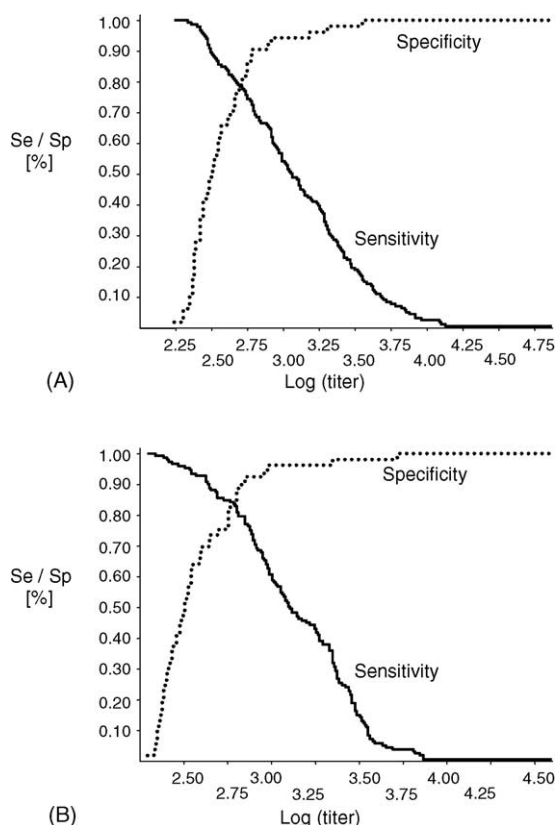 1.00
0.90
0.80
0.70
0.60
0.50
0.40
0.30
0.20
0.10
Se / Sp
[%]
Specificity
Sensitivity
2.25 2.75 3.25 3.75 4.25 4.75
2.50 3.00 3.50 4.00 4.50
(A)
Log (titer)
1.00
0.90
0.80
0.70
0.60
0.50
0.40
0.30
0.20
0.10
Se / Sp
[%]
Specificity
Sensitivity
2.50 3.00 3.50 4.00 4.50
2.75 3.25 3.75 4.25
(B)
Log (titer)